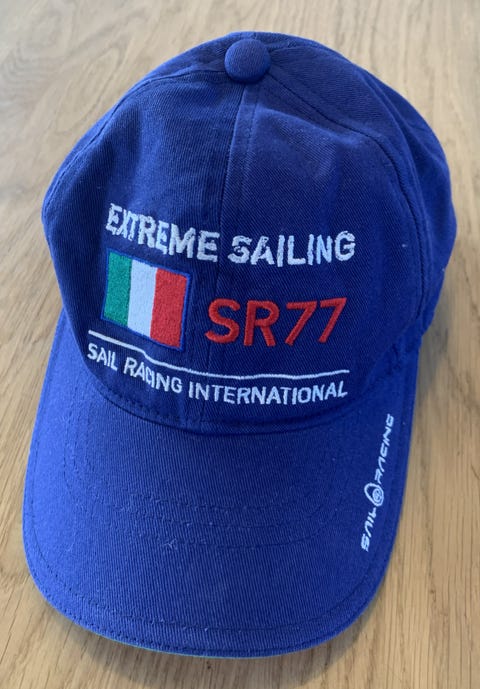 EXTREME SAILING
SR77
SAIL RACING INTERNATIONAL
SAIL RACING